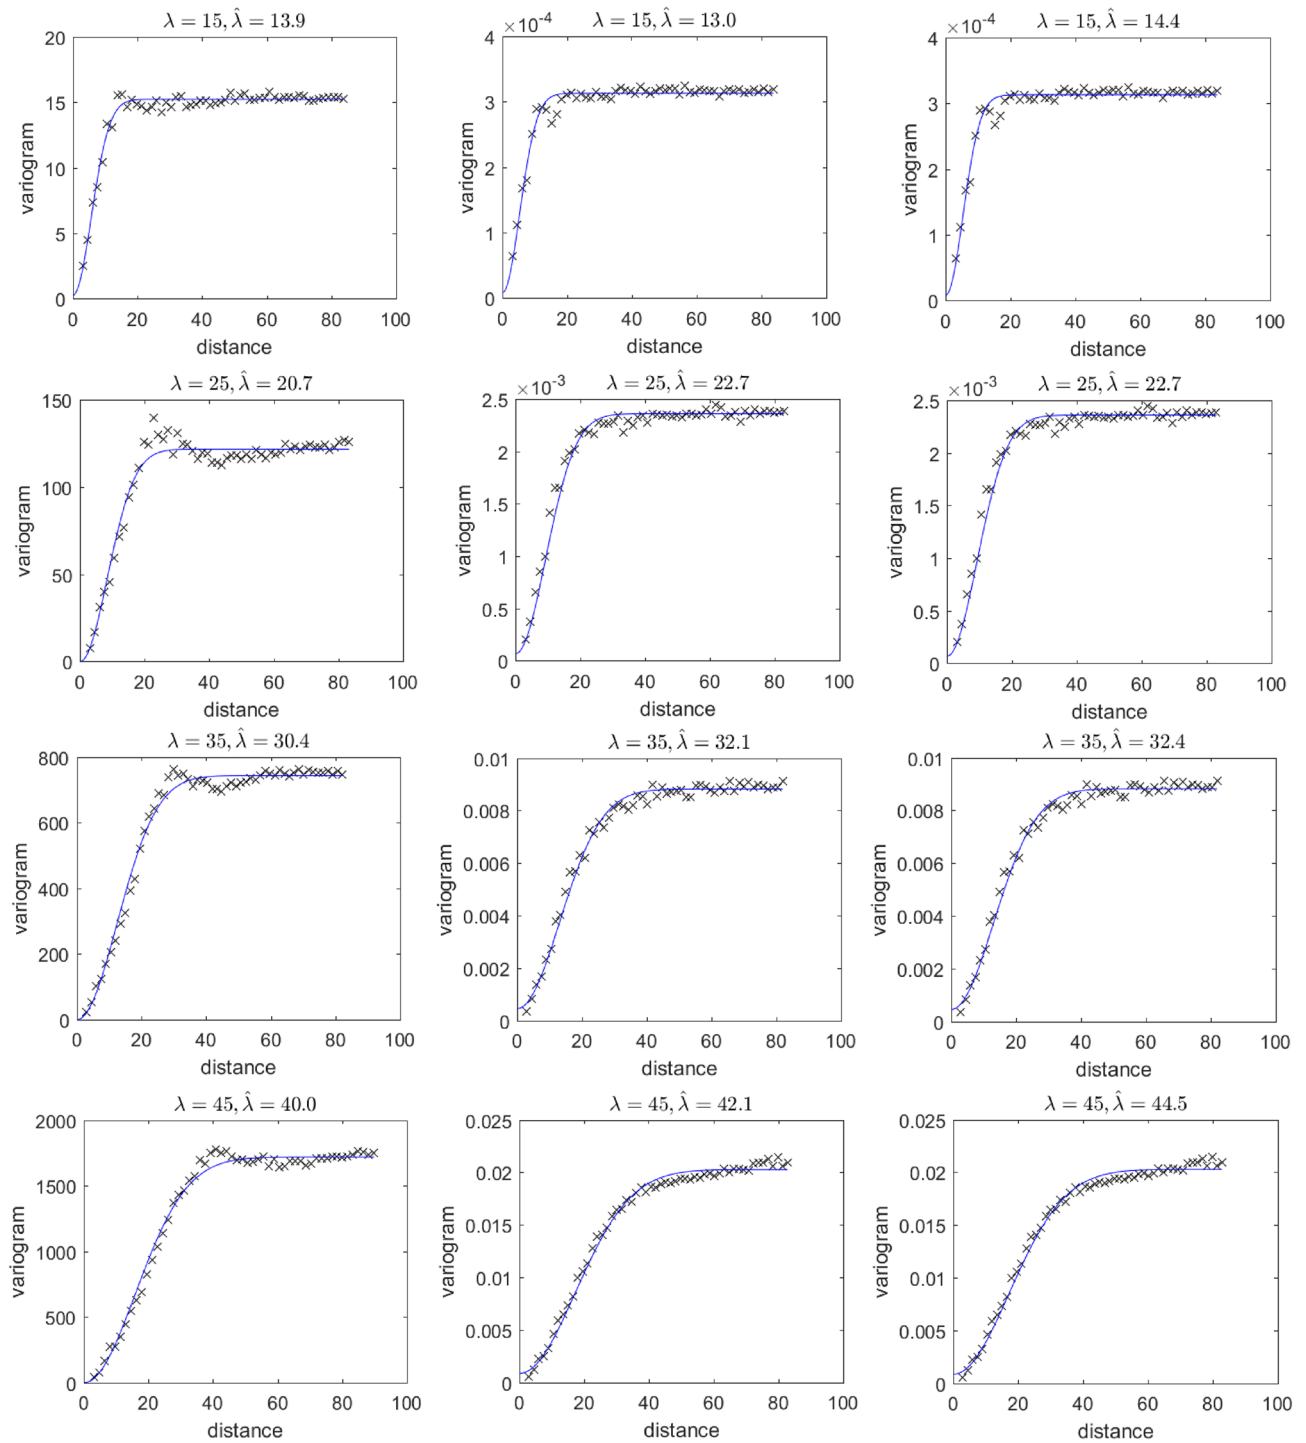 λ = 15, λ̂ = 13.9
20
15
10
5
0
variogram
0 20 40 60 80 100
distance
×10⁻⁴ λ = 15, λ̂ = 13.0
4
3
2
1
0
variogram
0 20 40 60 80 100
distance
×10⁻⁴ λ = 15, λ̂ = 14.4
4
3
2
1
0
variogram
0 20 40 60 80 100
distance
λ = 25, λ̂ = 20.7
150
100
50
0
variogram
0 20 40 60 80 100
distance
×10⁻³ λ = 25, λ̂ = 22.7
2.5
2
1.5
1
0.5
0
variogram
0 20 40 60 80 100
distance
×10⁻³ λ = 25, λ̂ = 22.7
2.5
2
1.5
1
0.5
0
variogram
0 20 40 60 80 100
distance
λ = 35, λ̂ = 30.4
800
600
400
200
0
variogram
0 20 40 60 80 100
distance
λ = 35, λ̂ = 32.1
0.01
0.008
0.006
0.004
0.002
0
variogram
0 20 40 60 80 100
distance
λ = 35, λ̂ = 32.4
0.01
0.008
0.006
0.004
0.002
0
variogram
0 20 40 60 80 100
distance
λ = 45, λ̂ = 40.0
2000
1500
1000
500
0
variogram
0 20 40 60 80 100
distance
λ = 45, λ̂ = 42.1
0.025
0.02
0.015
0.01
0.005
0
variogram
0 20 40 60 80 100
distance
λ = 45, λ̂ = 44.5
0.025
0.02
0.015
0.01
0.005
0
variogram
0 20 40 60 80 100
distance